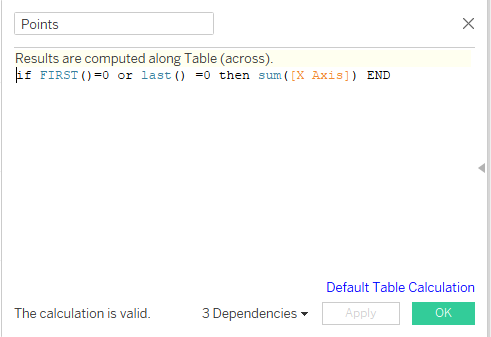 Points
Results are computed along Table (across).
if FIRST()=0 or last() =0 then sum([X Axis]) END
Default Table Calculation
The calculation is valid.
3 Dependencies
Apply
OK